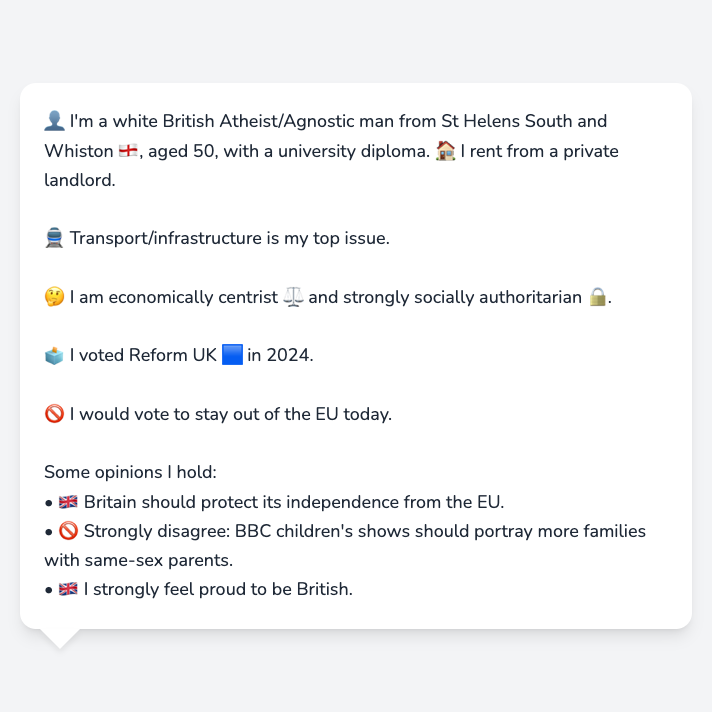 👤 I'm a white British Atheist/Agnostic man from St Helens South and
Whiston 🏴󠁧󠁢󠁥󠁮󠁧󠁿, aged 50, with a university diploma. 🏠 I rent from a private
landlord.
🚆 Transport/infrastructure is my top issue.
🤔 I am economically centrist ⚖️ and strongly socially authoritarian 🔒.
🗳️ I voted Reform UK 🟦 in 2024.
🚫 I would vote to stay out of the EU today.
Some opinions I hold:
• 🇬🇧 Britain should protect its independence from the EU.
• 🚫 Strongly disagree: BBC children's shows should portray more families
with same-sex parents.
• 🇬🇧 I strongly feel proud to be British.